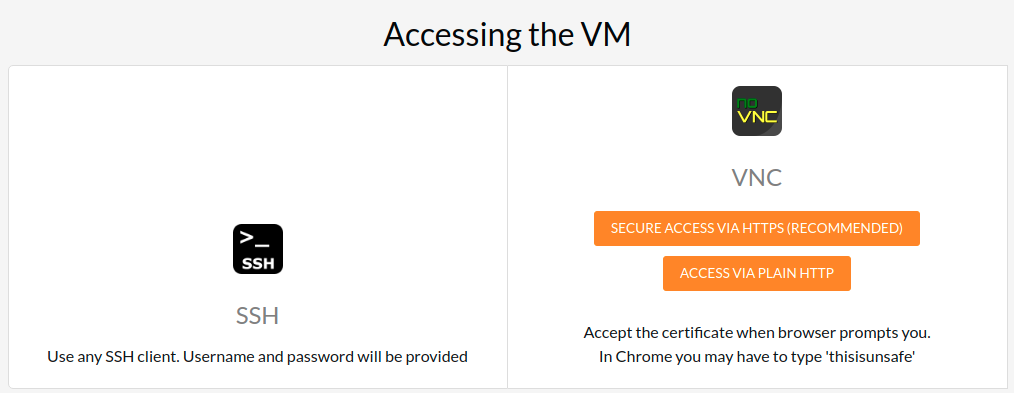 Accessing the VM
>_
SSH
SSH
Use any SSH client. Username and password will be provided
no
VNC
VNC
SECURE ACCESS VIA HTTPS (RECOMMENDED)
ACCESS VIA PLAIN HTTP
Accept the certificate when browser prompts you.
In Chrome you may have to type 'thisisunsafe'